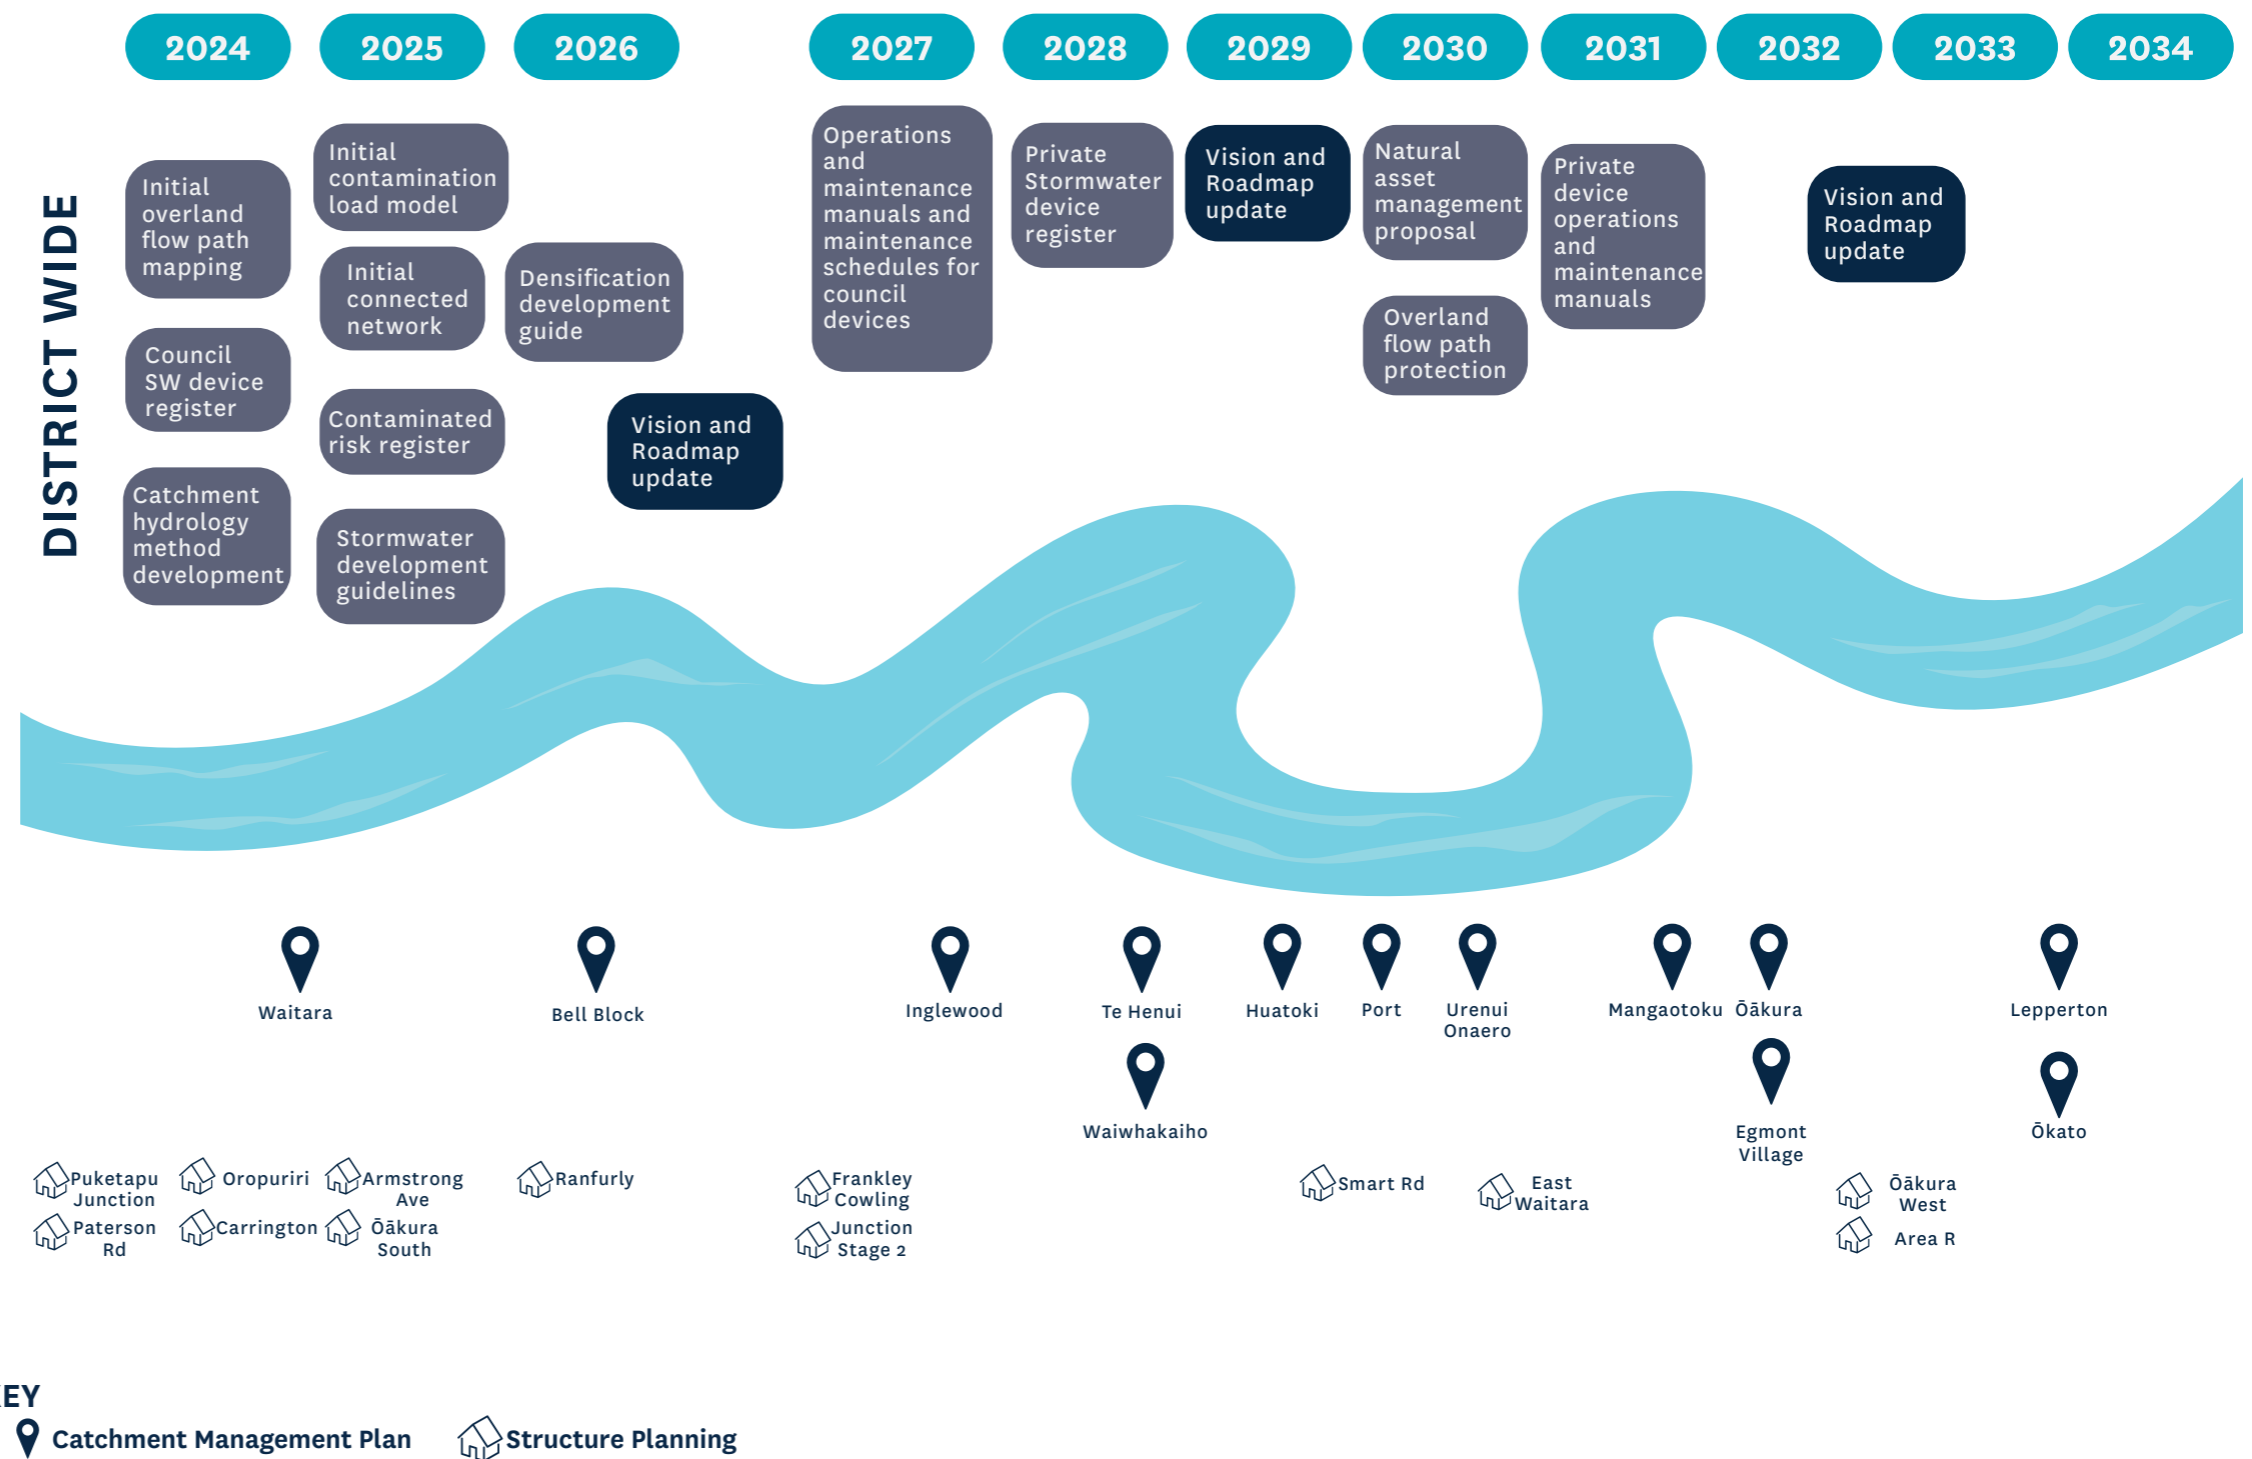 2024
2025
2026
2027
2028
2029
2030
2031
2032
2033
2034
DISTRICT WIDE
Initial
overland
flow path
mapping
Council
SW device
register
Catchment
hydrology
method
development
Initial
contamination
load model
Initial
connected
network
Contaminated
risk register
Stormwater
development
guidelines
Densification
development
guide
Vision and
Roadmap
update
Operations
and
maintenance
manuals and
maintenance
schedules for
council
devices
Private
Stormwater
device
register
Vision and
Roadmap
update
Natural
asset
management
proposal
Overland
flow path
protection
Private
device
operations
and
maintenance
manuals
Vision and
Roadmap
update
Waitara
Bell Block
Inglewood
Te Henui
Huatoki
Port
Urenui
Onaero
Mangaotoku
Ōākura
Lepperton
Waiwhakaiho
Egmont
Village
Ōkato
Puketapu
Junction
Oropuriri
Armstrong
Ave
Ranfurly
Frankley
Cowling
Smart Rd
East
Waitara
Ōākura
West
Paterson
Rd
Carrington
Ōākura
South
Junction
Stage 2
Area R
EY
Catchment Management Plan
Structure Planning